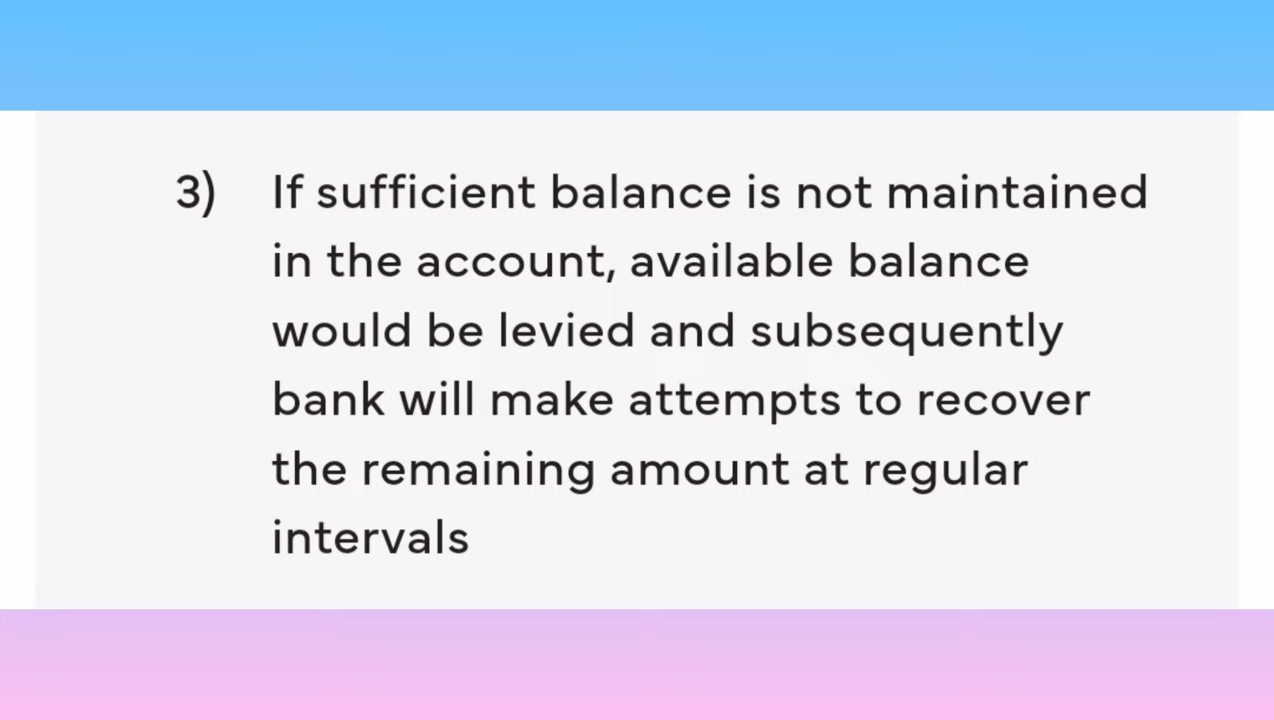 3) If sufficient balance is not maintained
in the account, available balance
would be levied and subsequently
bank will make attempts to recover
the remaining amount at regular
intervals